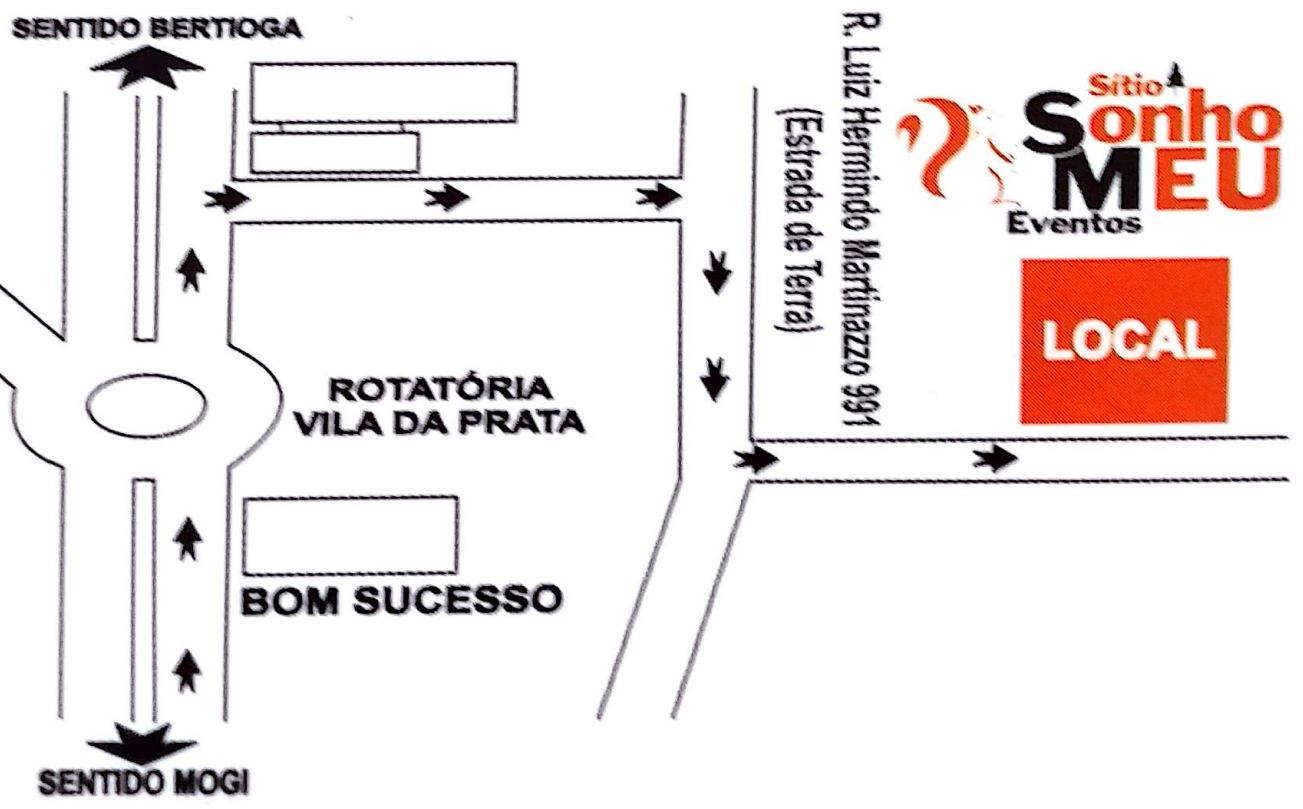 SENTIDO BERTIOGA
R. Luiz Hermindo Martinazzo 991
(Estrada de Terra)
Sítio
Sonho
MEU
Eventos
LOCAL
ROTATÓRIA
VILA DA PRATA
BOM SUCESSO
SENTIDO MOGI